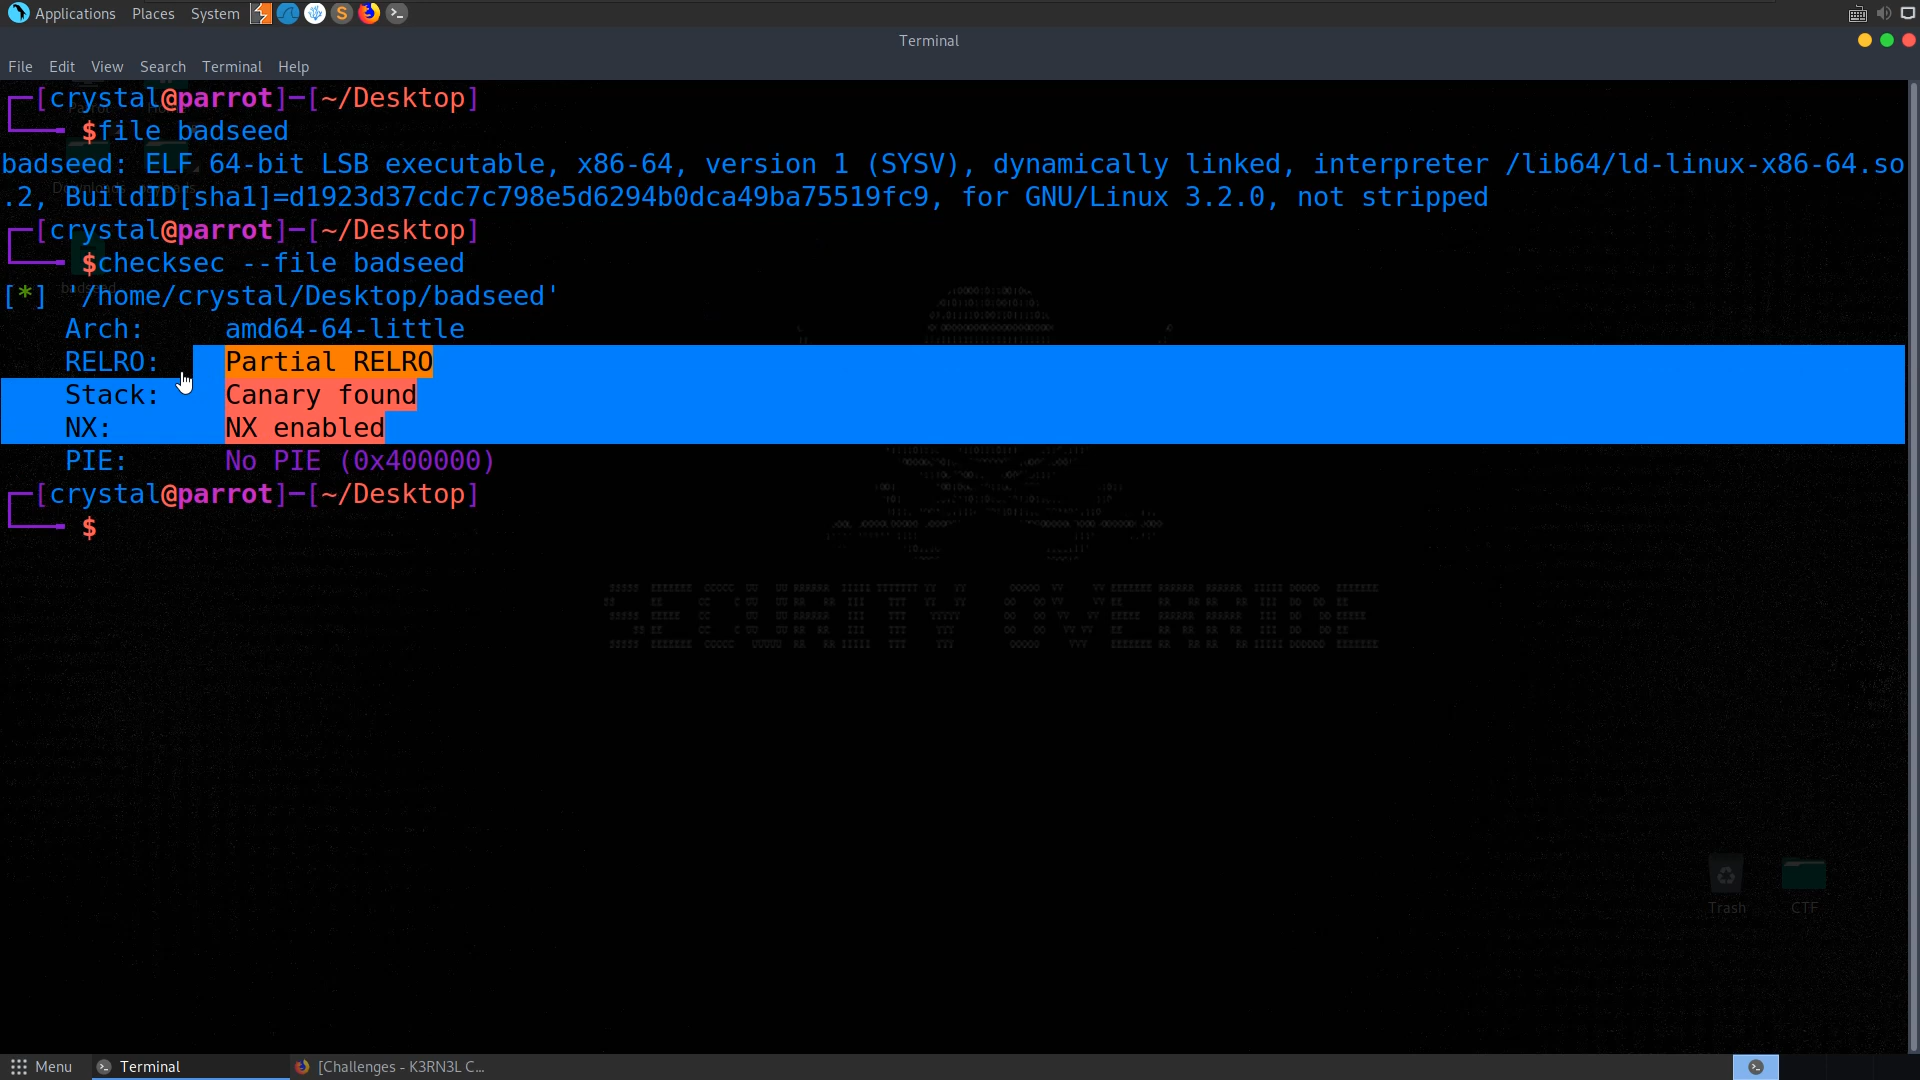 Applications Places System
Terminal
File Edit View Search Terminal Help
┌─[crystal@parrot]─[~/Desktop]
└──╼ $file badseed
badseed: ELF 64-bit LSB executable, x86-64, version 1 (SYSV), dynamically linked, interpreter /lib64/ld-linux-x86-64.so
.2, BuildID[sha1]=d1923d37cdc7c798e5d6294b0dca49ba75519fc9, for GNU/Linux 3.2.0, not stripped
┌─[crystal@parrot]─[~/Desktop]
└──╼ $checksec --file badseed
[*] '/home/crystal/Desktop/badseed'
Arch: amd64-64-little
RELRO: Partial RELRO
Stack: Canary found
NX: NX enabled
PIE: No PIE (0x400000)
┌─[crystal@parrot]─[~/Desktop]
└──╼ $
SECURITY OVERRIDE
Trash CTF
Menu Terminal [Challenges - K3RN3L C...